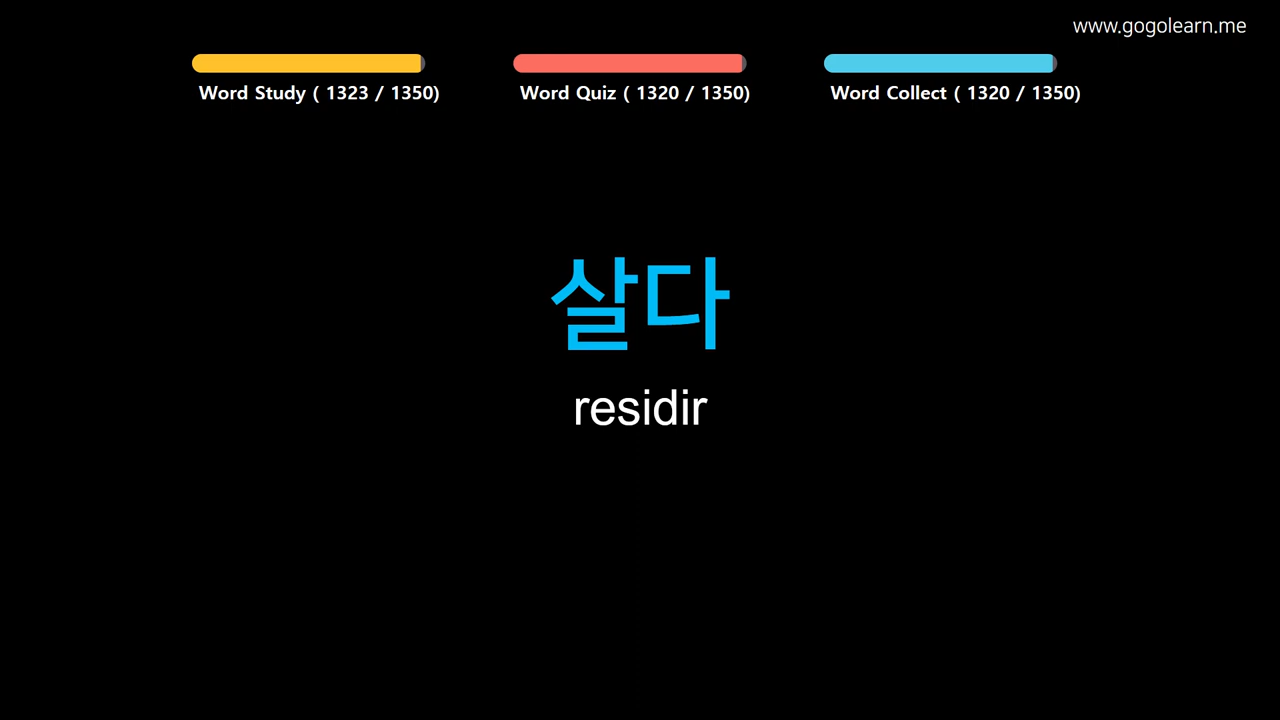 www.gogolearn.me
Word Study ( 1323 / 1350)
Word Quiz ( 1320 / 1350)
Word Collect ( 1320 / 1350)
살다
residir